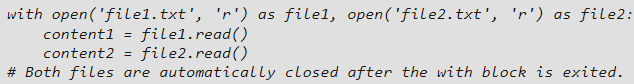 with open('file1.txt', 'r') as file1, open('file2.txt', 'r') as file2:
    content1 = file1.read()
    content2 = file2.read()
# Both files are automatically closed after the with block is exited.